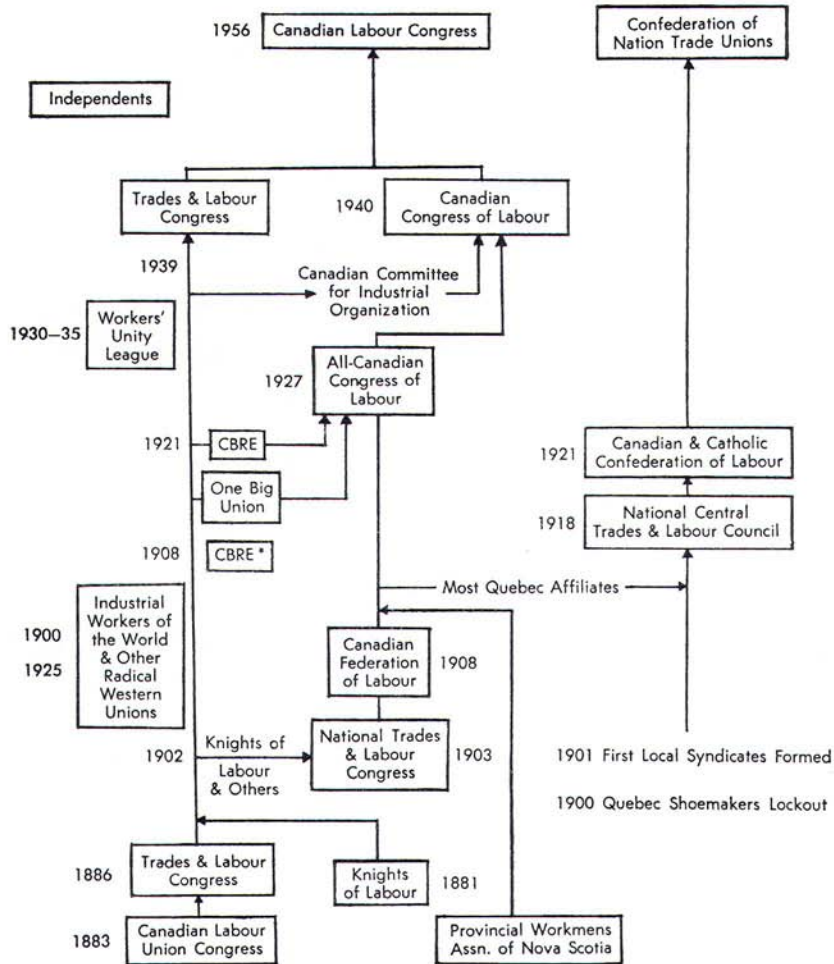 1956
Canadian Labour Congress
Confederation of
Nation Trade Unions
Independents
Trades & Labour
Congress
1940
Canadian
Congress of Labour
1939
Canadian Committee
for Industrial
Organization
1930–35
Workers'
Unity
League
1927
All-Canadian
Congress of
Labour
1921
CBRE
1921
Canadian & Catholic
Confederation of Labour
One Big
Union
1918
National Central
Trades & Labour Council
1908
CBRE*
Most Quebec Affiliates
1900
1925
Industrial
Workers of
the World
& Other
Radical
Western
Unions
Canadian
Federation
of Labour
1908
1902
Knights of
Labour
& Others
National Trades
& Labour
Congress
1903
1901 First Local Syndicates Formed
1900 Quebec Shoemakers Lockout
1886
Trades & Labour
Congress
Knights
of Labour
1881
1883
Canadian Labour
Union Congress
Provincial Workmens
Assn. of Nova Scotia